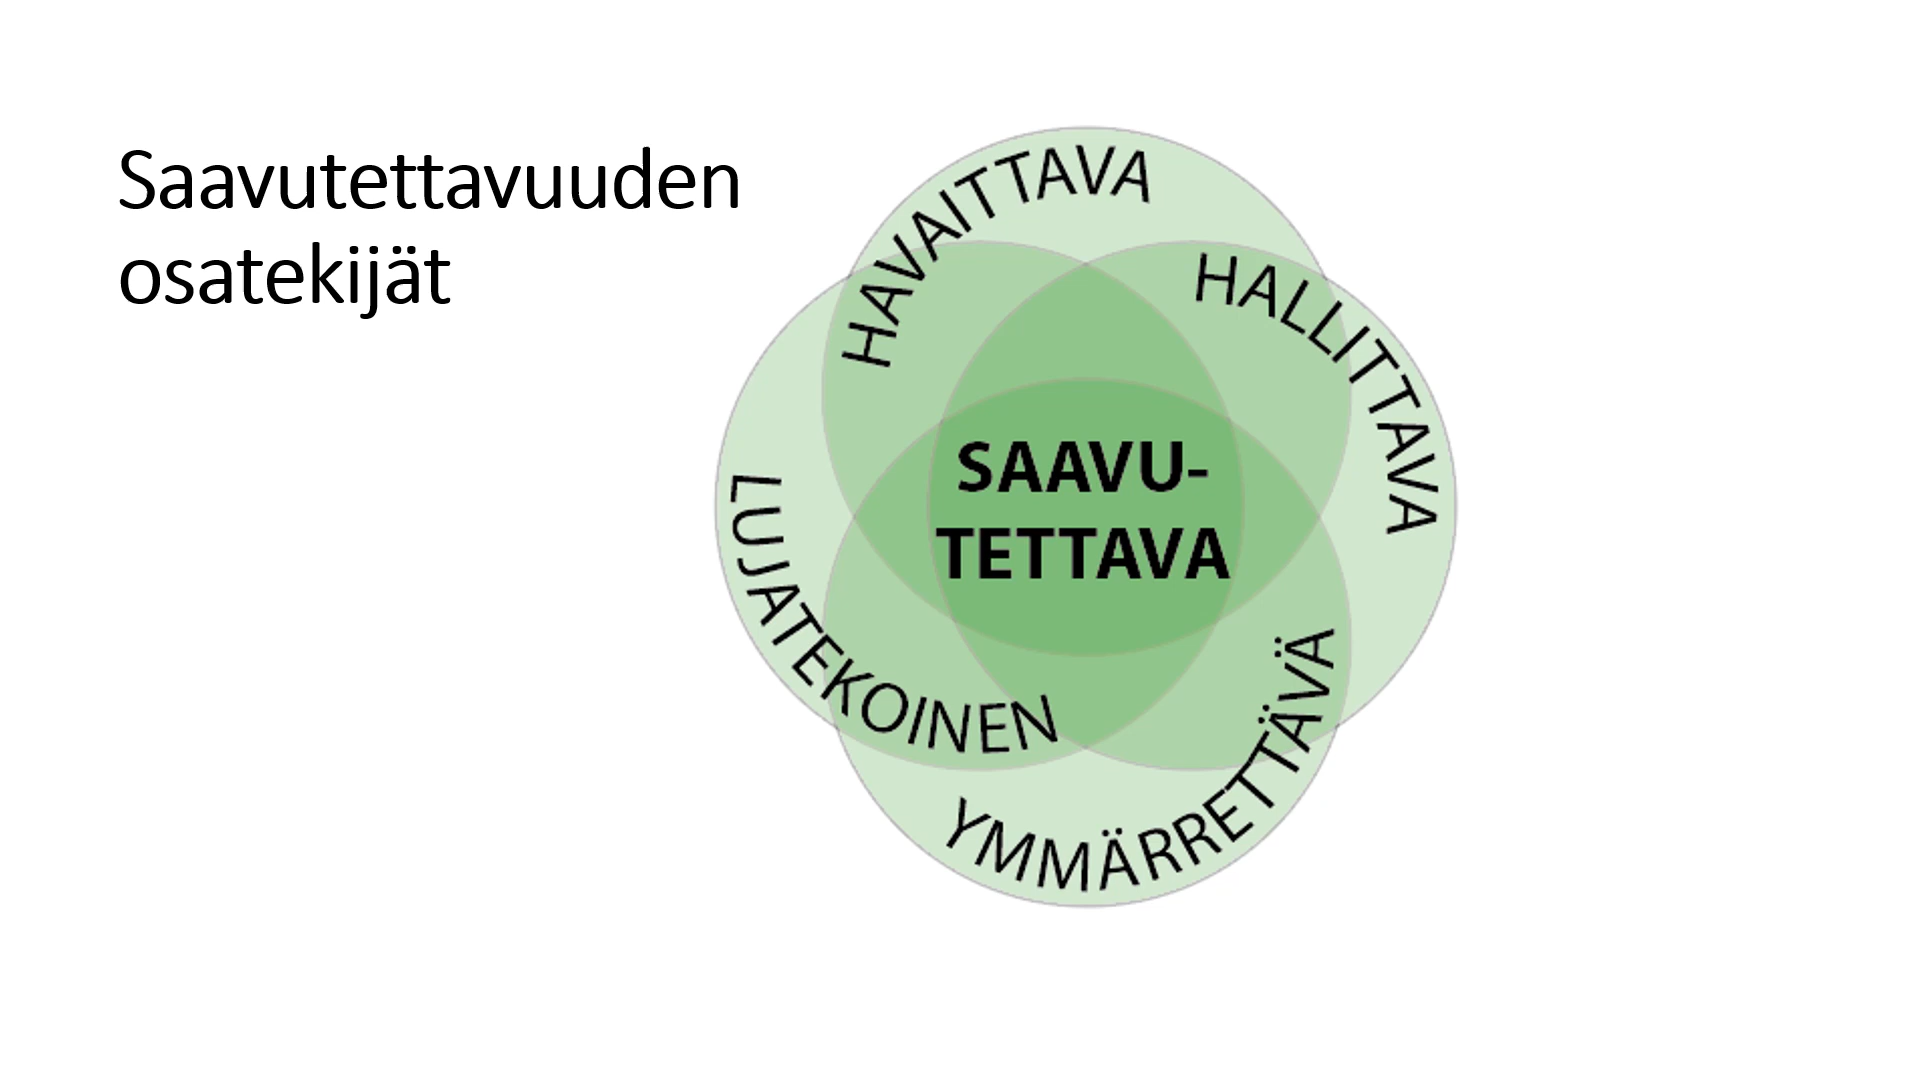 Saavutettavuuden
osatekijät
HAVAITTAVA
HALLITTAVA
SAAVU-
TETTAVA
LUJATEKOINEN
YMMÄRRETTÄVÄ